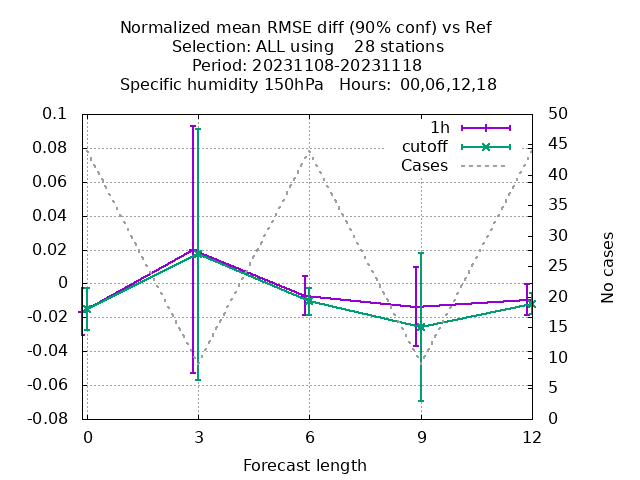 Normalized mean RMSE diff (90% conf) vs Ref
Selection: ALL using    28 stations
Period: 20231108-20231118
Specific humidity 150hPa   Hours:  00,06,12,18
1h
cutoff
Cases
0.1
0.08
0.06
0.04
0.02
0
-0.02
-0.04
-0.06
-0.08
50
45
40
35
30
25
20
15
10
5
0
No cases
0 3 6 9 12
Forecast length